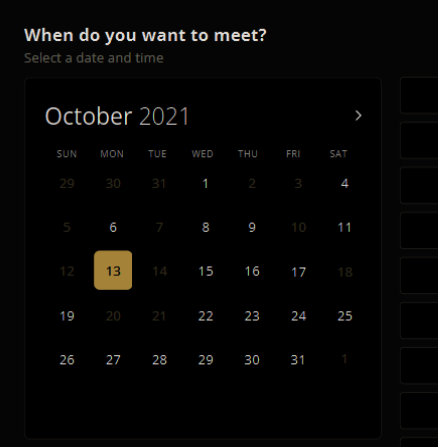 When do you want to meet?
Select a date and time
October 2021 >
SUN MON TUE WED THU FRI SAT
29 30 31 1 2 3 4
5 6 7 8 9 10 11
12 13 14 15 16 17 18
19 20 21 22 23 24 25
26 27 28 29 30 31 1